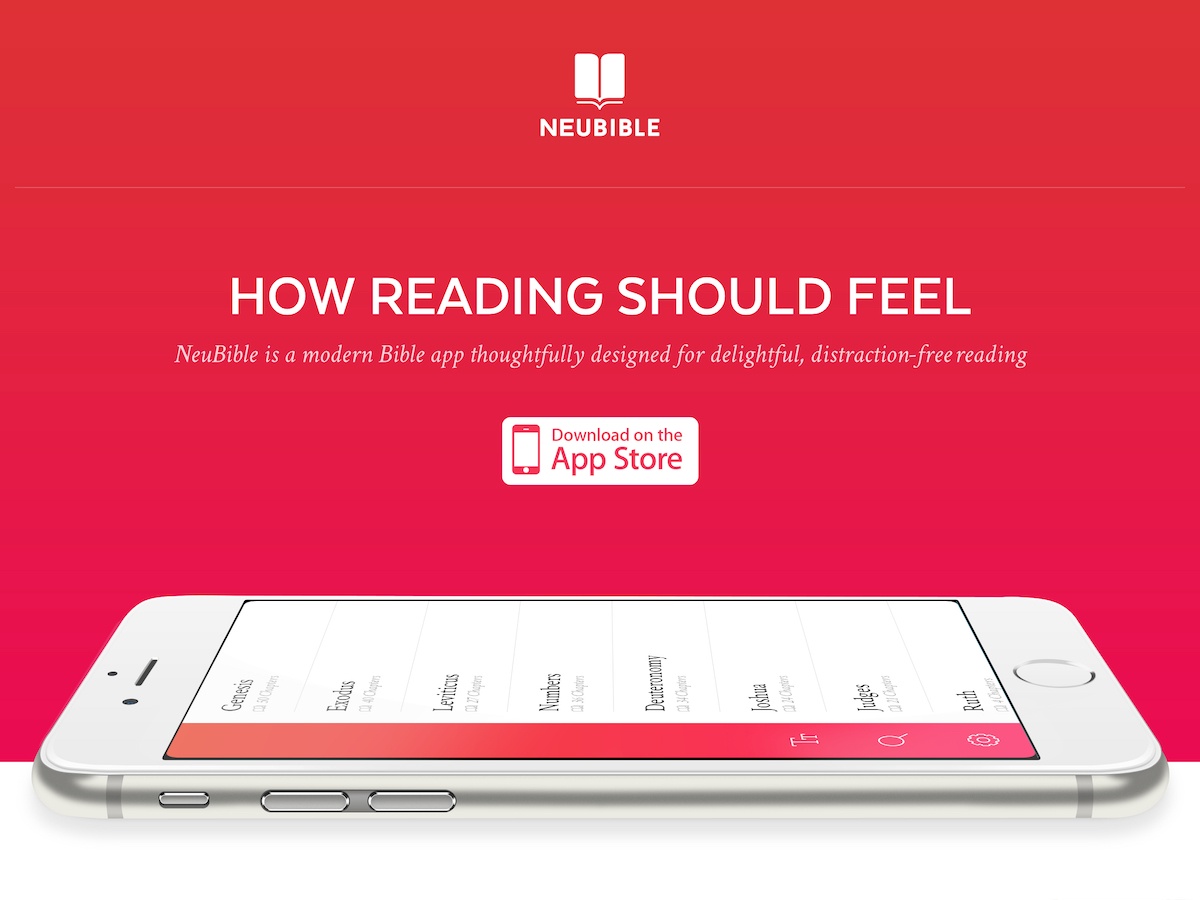 NEUBIBLE
HOW READING SHOULD FEEL
NeuBible is a modern Bible app thoughtfully designed for delightful, distraction-free reading
Download on the
App Store
Genesis
50 Chapters
Exodus
40 Chapters
Leviticus
27 Chapters
Numbers
36 Chapters
Deuteronomy
34 Chapters
Joshua
24 Chapters
Judges
21 Chapters
Ruth
4 Chapters
TT